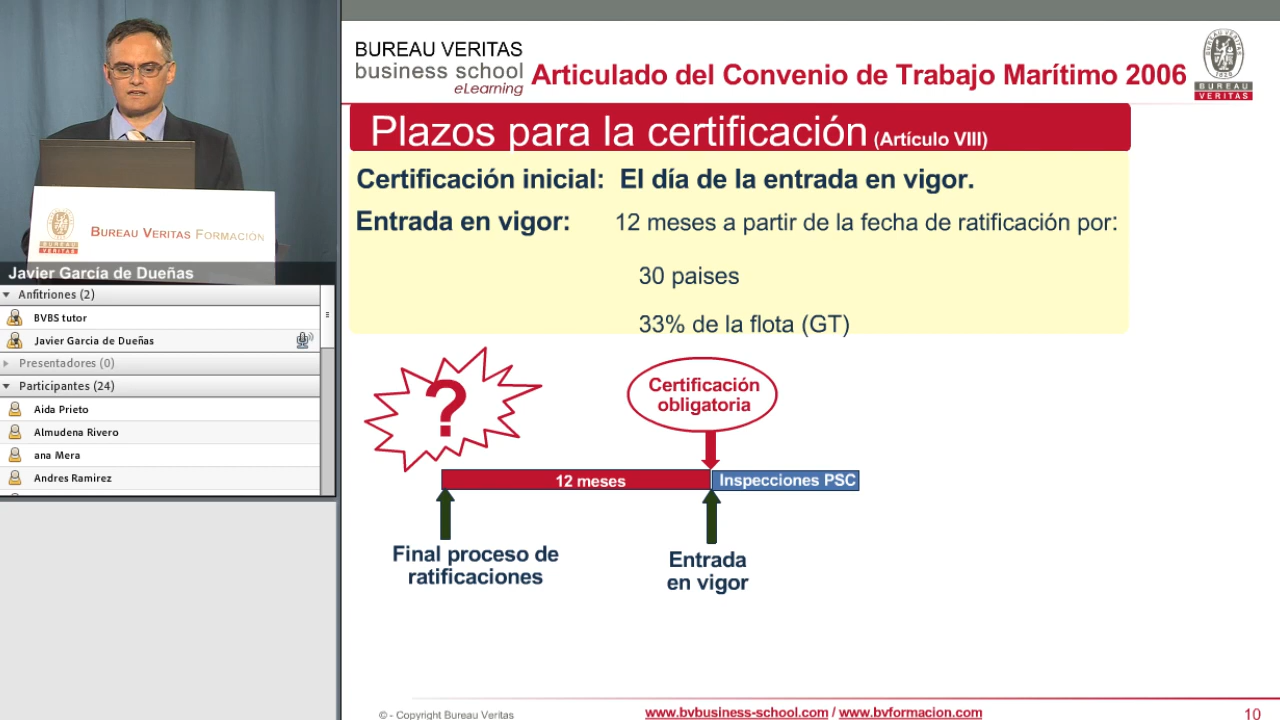 BUREAU VERITAS FORMACIÓN
Javier García de Dueñas
Anfitriones (2)
BVBS tutor
Javier Garcia de Dueñas
Presentadores (0)
Participantes (24)
Aida Prieto
Almudena Rivero
ana Mera
Andres Ramirez
BUREAU VERITAS
business school
eLearning
Articulado del Convenio de Trabajo Marítimo 2006
1828
BUREAU
VERITAS
Plazos para la certificación (Artículo VIII)
Certificación inicial: El día de la entrada en vigor.
Entrada en vigor: 12 meses a partir de la fecha de ratificación por:
30 paises
33% de la flota (GT)
?
Certificación
obligatoria
12 meses
Inspecciones PSC
Final proceso de
ratificaciones
Entrada
en vigor
© - Copyright Bureau Veritas
www.bvbusiness-school.com / www.bvformacion.com
10